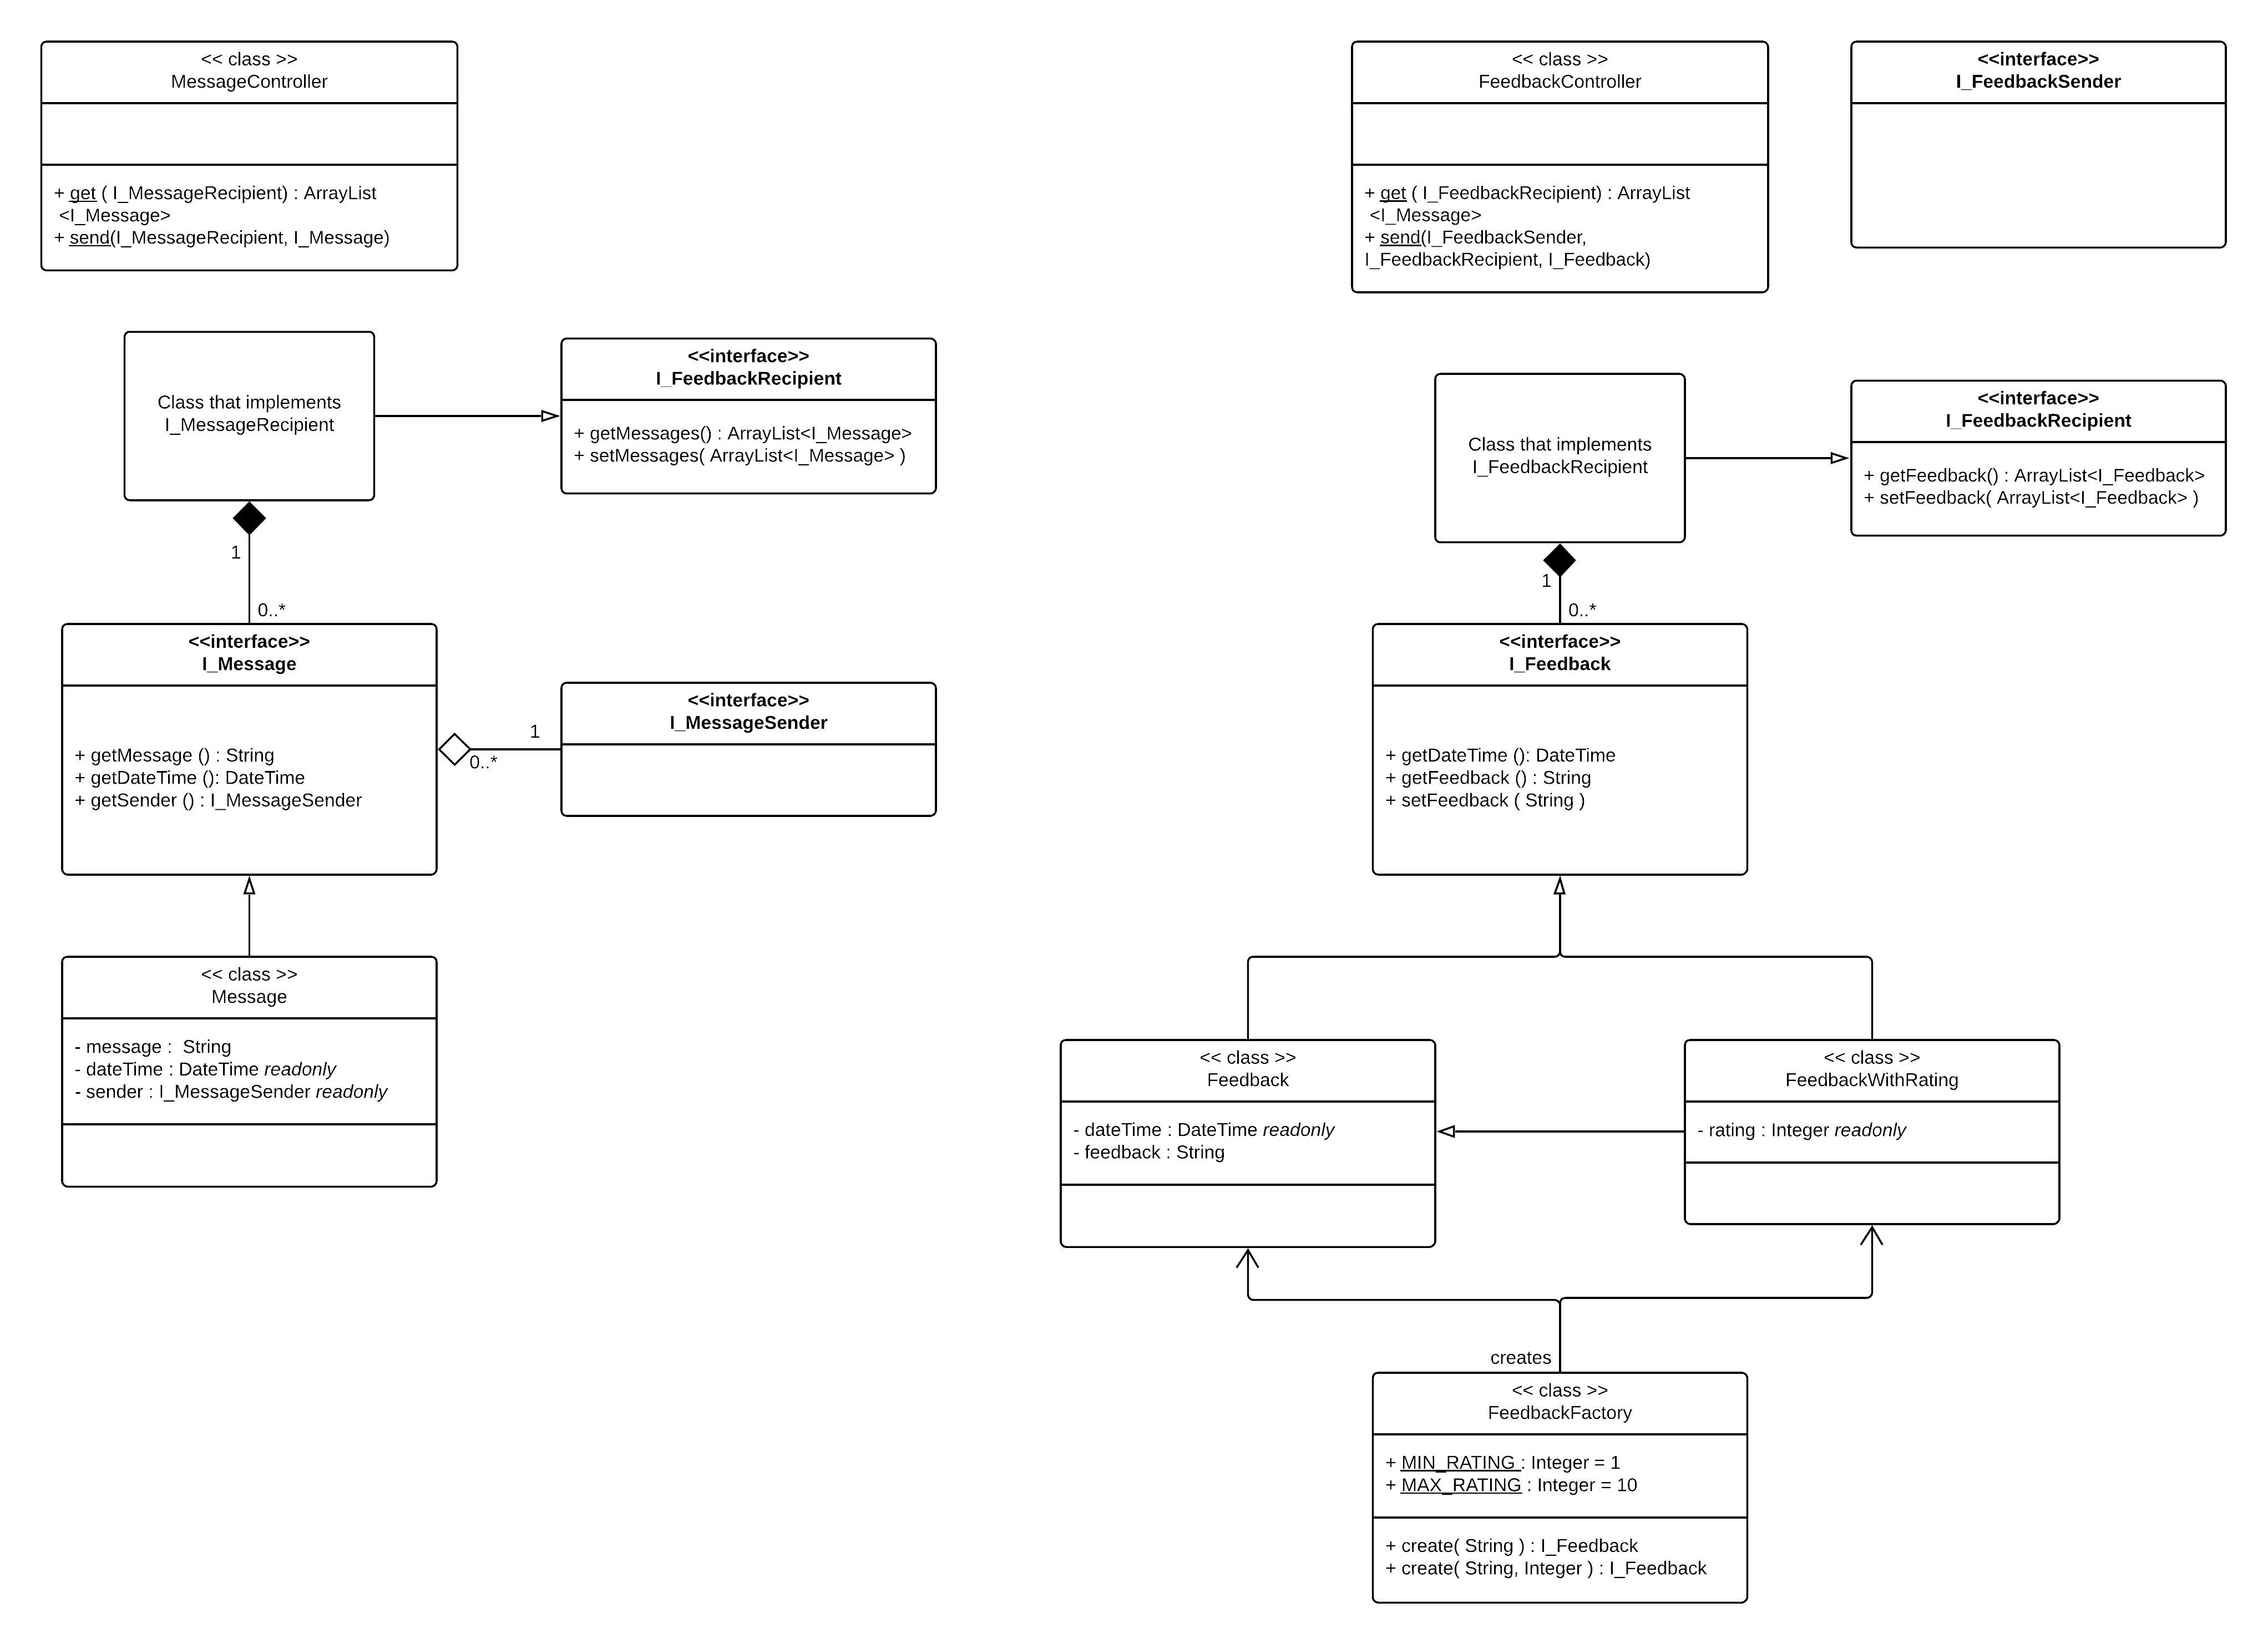 << class >>
MessageController
+ get ( I_MessageRecipient) : ArrayList
<I_Message>
+ send(I_MessageRecipient, I_Message)
Class that implements
I_MessageRecipient
<<interface>>
I_FeedbackRecipient
+ getMessages() : ArrayList<I_Message>
+ setMessages( ArrayList<I_Message> )
1
0..*
<<interface>>
I_Message
+ getMessage () : String
+ getDateTime (): DateTime
+ getSender () : I_MessageSender
1
0..*
<<interface>>
I_MessageSender
<< class >>
Message
- message :  String
- dateTime : DateTime readonly
- sender : I_MessageSender readonly
<< class >>
FeedbackController
+ get ( I_FeedbackRecipient) : ArrayList
<I_Message>
+ send(I_FeedbackSender,
I_FeedbackRecipient, I_Feedback)
<<interface>>
I_FeedbackSender
Class that implements
I_FeedbackRecipient
<<interface>>
I_FeedbackRecipient
+ getFeedback() : ArrayList<I_Feedback>
+ setFeedback( ArrayList<I_Feedback> )
1
0..*
<<interface>>
I_Feedback
+ getDateTime (): DateTime
+ getFeedback () : String
+ setFeedback ( String )
<< class >>
Feedback
- dateTime : DateTime readonly
- feedback : String
<< class >>
FeedbackWithRating
- rating : Integer readonly
creates
<< class >>
FeedbackFactory
+ MIN_RATING : Integer = 1
+ MAX_RATING : Integer = 10
+ create( String ) : I_Feedback
+ create( String, Integer ) : I_Feedback